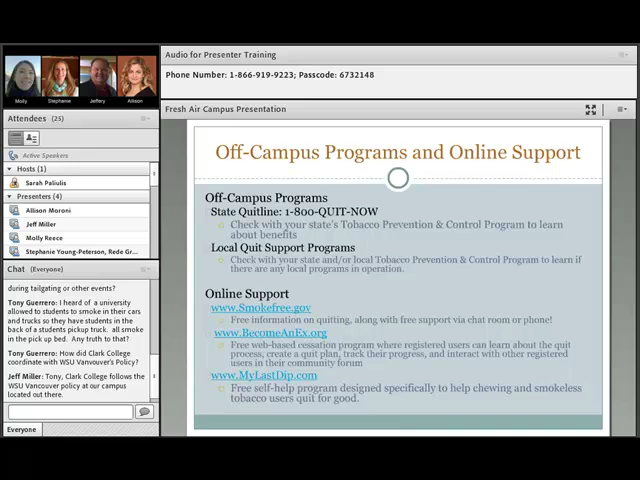 Molly
Stephanie
Jeffery
Allison
Attendees (25)
Active Speakers
Hosts (1)
Sarah Paliulis
Presenters (4)
Allison Moroni
Jeff Miller
Molly Reece
Stephanie Young-Peterson, Rede Gr...
Chat (Everyone)
during tailgating or other events?
Tony Guerrero: I heard of a university
allowed to students to smoke in their cars
and trucks so they have students in the
back of a students pickup truck. all smoke
in the pick up bed. Any truth to that?
Tony Guerrero: How did Clark College
coordinate with WSU Vancouver's Policy?
Jeff Miller: Tony, Clark College follows the
WSU Vancouver policy at our campus
located out there.
Everyone
Audio for Presenter Training
Phone Number: 1-866-919-9223; Passcode: 6732148
Fresh Air Campus Presentation
Off-Campus Programs and Online Support
Off-Campus Programs
State Quitline: 1-800-QUIT-NOW
Check with your state's Tobacco Prevention & Control Program to learn
about benefits
Local Quit Support Programs
Check with your state and/or local Tobacco Prevention & Control Program to learn if
there are any local programs in operation.
Online Support
www.Smokefree.gov
Free information on quitting, along with free support via chat room or phone!
www.BecomeAnEx.org
Free web-based cessation program where registered users can learn about the quit
process, create a quit plan, track their progress, and interact with other registered
users in their community forum
www.MyLastDip.com
Free self-help program designed specifically to help chewing and smokeless
tobacco users quit for good.